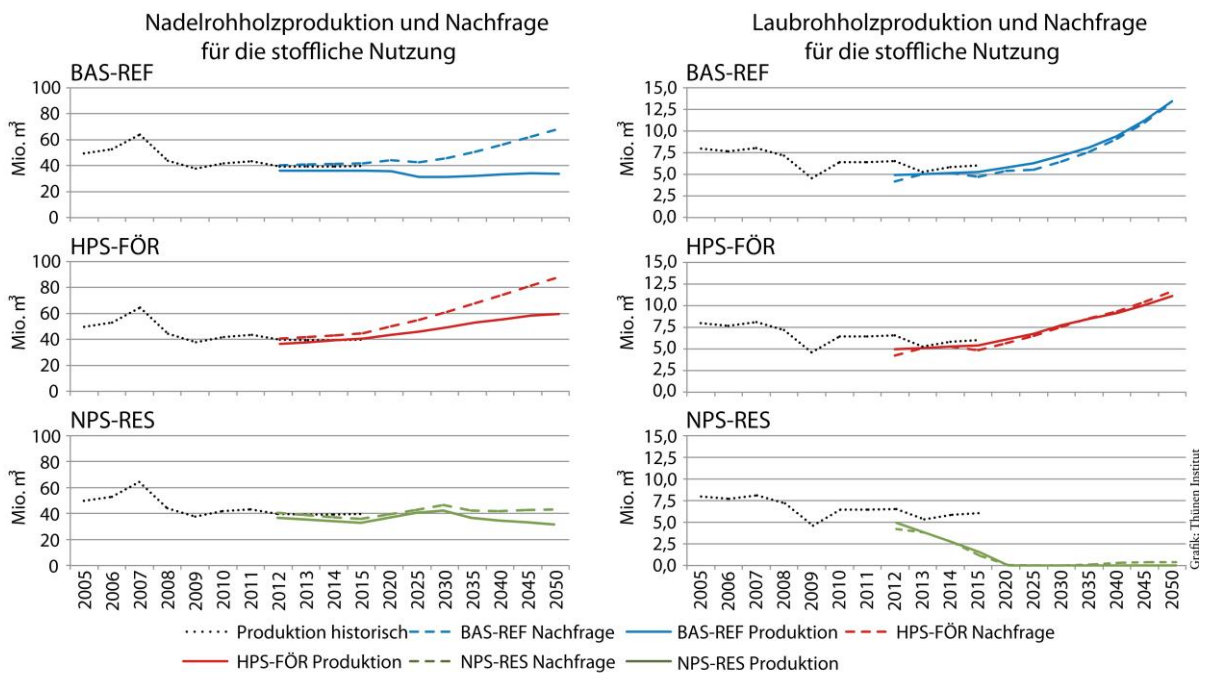 Nadelrohholzproduktion und Nachfrage
für die stoffliche Nutzung
BAS-REF
100
80
60
40
20
0
Mio. m³
HPS-FÖR
100
80
60
40
20
0
Mio. m³
NPS-RES
100
80
60
40
20
0
Mio. m³
2005 2006 2007 2008 2009 2010 2011 2012 2013 2014 2015 2020 2025 2030 2035 2040 2045 2050
Laubrohholzproduktion und Nachfrage
für die stoffliche Nutzung
BAS-REF
15,0
12,5
10,0
7,5
5,0
2,5
0,0
Mio. m³
HPS-FÖR
15,0
12,5
10,0
7,5
5,0
2,5
0,0
Mio. m³
NPS-RES
15,0
12,5
10,0
7,5
5,0
2,5
0,0
Mio. m³
2005 2006 2007 2008 2009 2010 2011 2012 2013 2014 2015 2020 2025 2030 2035 2040 2045 2050
Grafik: Thünen Institut
Produktion historisch BAS-REF Nachfrage BAS-REF Produktion HPS-FÖR Nachfrage
HPS-FÖR Produktion NPS-RES Nachfrage NPS-RES Produktion